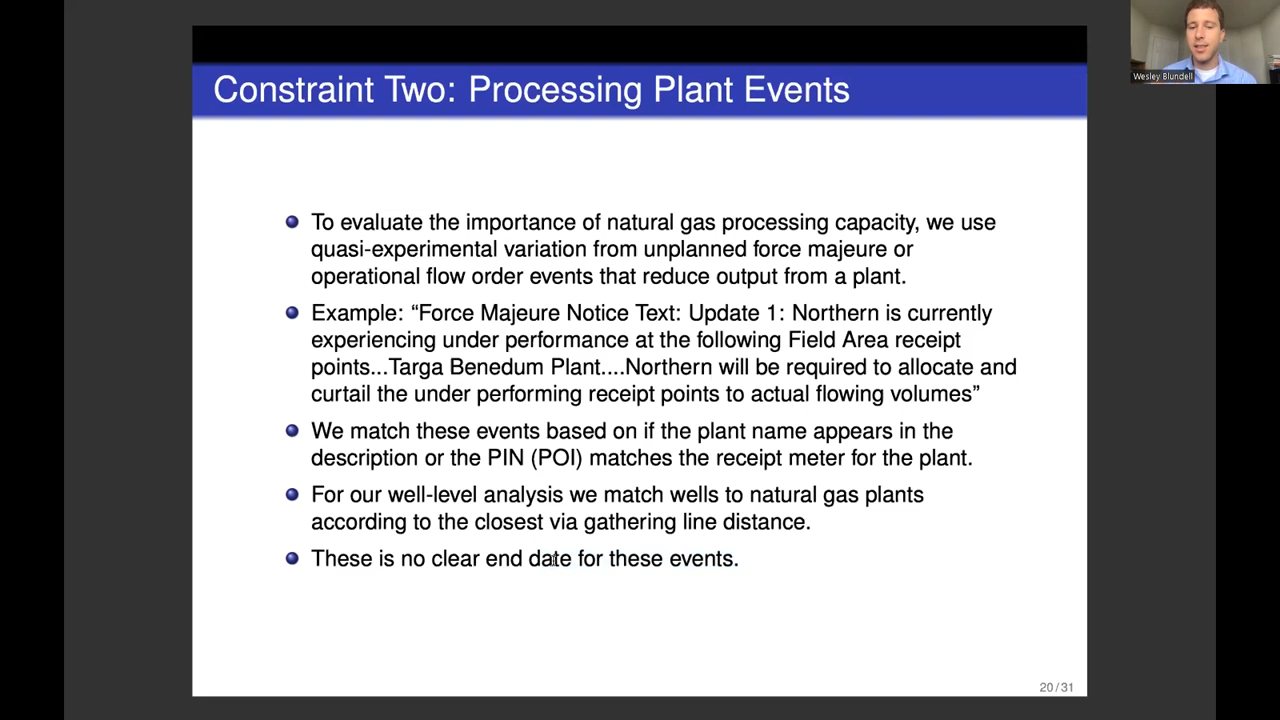 Constraint Two: Processing Plant Events
Wesley Blundell
To evaluate the importance of natural gas processing capacity, we use
quasi-experimental variation from unplanned force majeure or
operational flow order events that reduce output from a plant.
Example: “Force Majeure Notice Text: Update 1: Northern is currently
experiencing under performance at the following Field Area receipt
points...Targa Benedum Plant....Northern will be required to allocate and
curtail the under performing receipt points to actual flowing volumes”
We match these events based on if the plant name appears in the
description or the PIN (POI) matches the receipt meter for the plant.
For our well-level analysis we match wells to natural gas plants
according to the closest via gathering line distance.
These is no clear end date for these events.
20/31